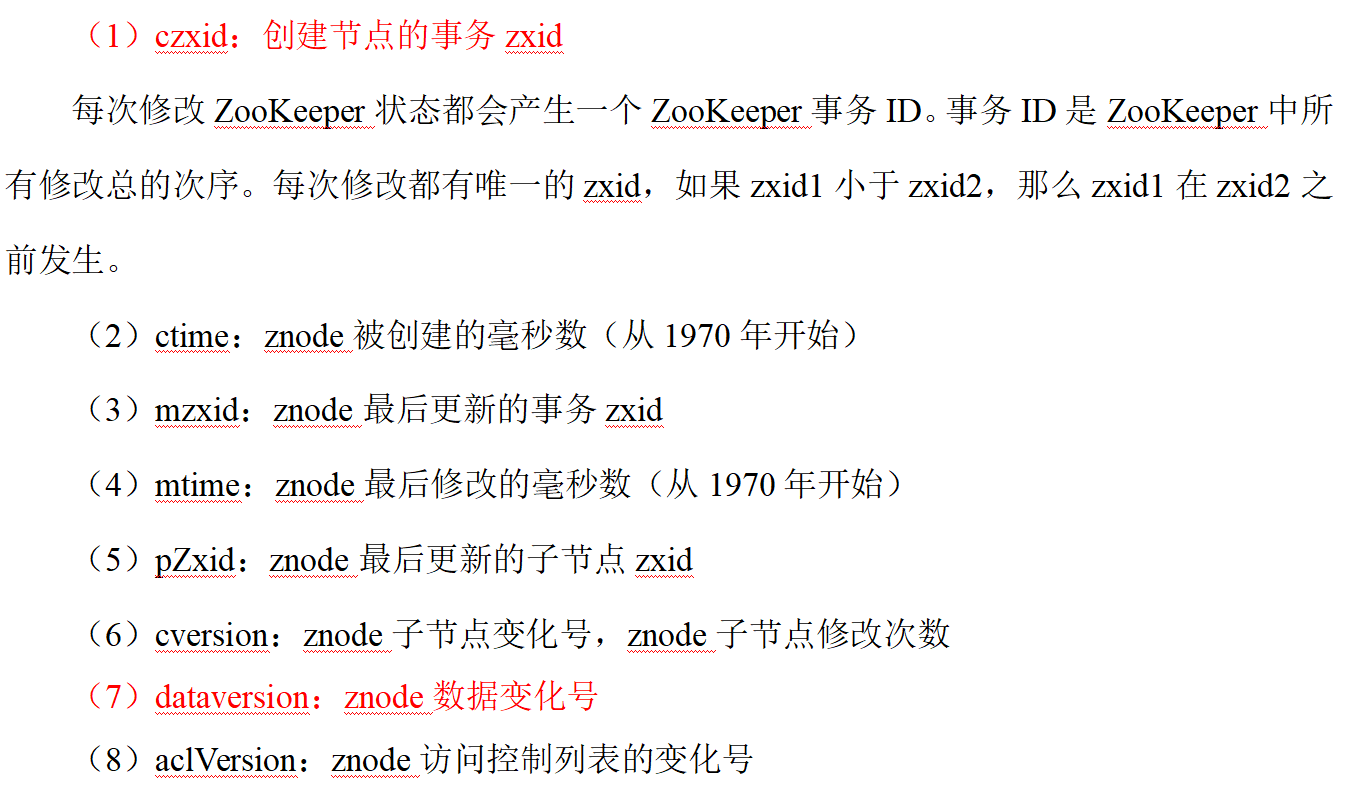 （1）czxid：创建节点的事务 zxid
每次修改 ZooKeeper 状态都会产生一个 ZooKeeper 事务 ID。事务 ID 是 ZooKeeper 中所
有修改总的次序。每次修改都有唯一的 zxid，如果 zxid1 小于 zxid2，那么 zxid1 在 zxid2 之
前发生。
（2）ctime：znode 被创建的毫秒数（从 1970 年开始）
（3）mzxid：znode 最后更新的事务 zxid
（4）mtime：znode 最后修改的毫秒数（从 1970 年开始）
（5）pZxid：znode 最后更新的子节点 zxid
（6）cversion：znode 子节点变化号，znode 子节点修改次数
（7）dataversion：znode 数据变化号
（8）aclVersion：znode 访问控制列表的变化号